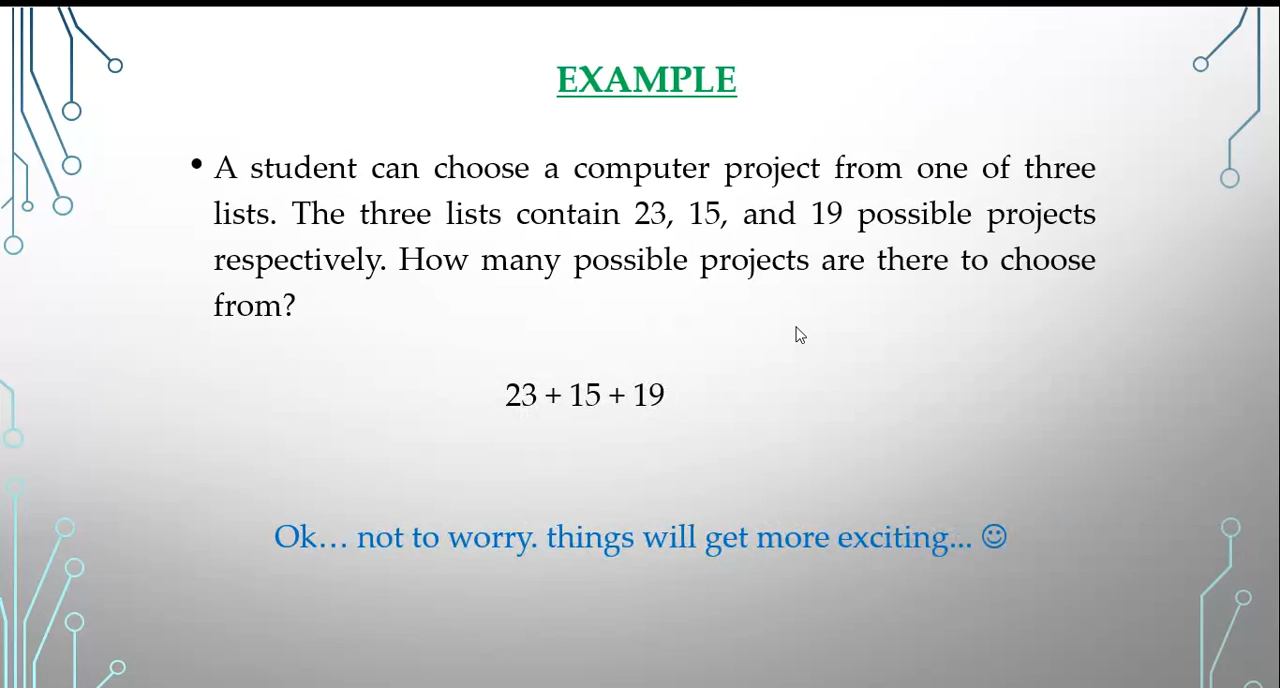 EXAMPLE
• A student can choose a computer project from one of three
lists. The three lists contain 23, 15, and 19 possible projects
respectively. How many possible projects are there to choose
from?
23 + 15 + 19
Ok… not to worry. things will get more exciting... ☺